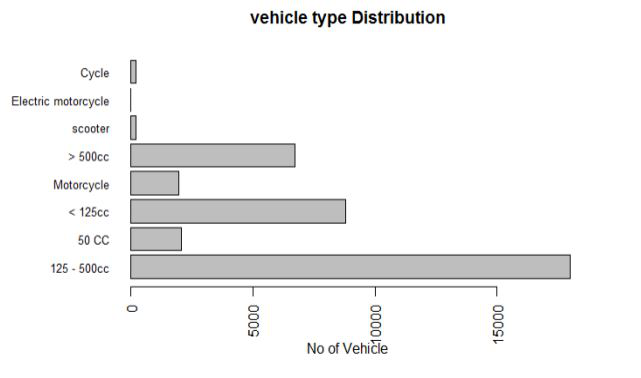 vehicle type Distribution
Cycle
Electric motorcycle
scooter
> 500cc
Motorcycle
< 125cc
50 CC
125 - 500cc
0
5000
10000
15000
No of Vehicle